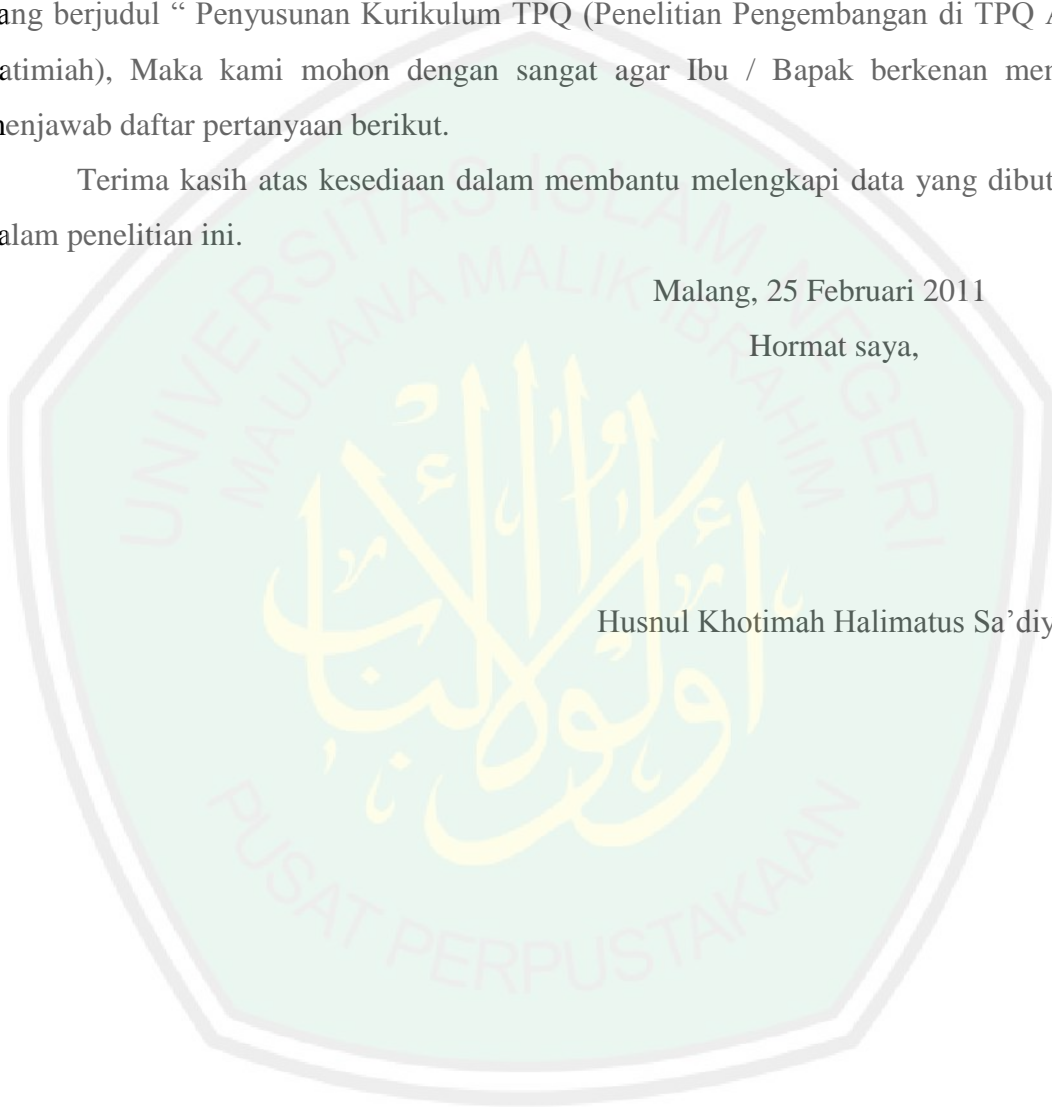 ang berjudul “ Penyusunan Kurikulum TPQ (Penelitian Pengembangan di TPQ A
atimiah), Maka kami mohon dengan sangat agar Ibu / Bapak berkenan mer
nenjawab daftar pertanyaan berikut.
Terima kasih atas kesediaan dalam membantu melengkapi data yang dibut
alam penelitian ini.
Malang, 25 Februari 2011
Hormat saya,
Husnul Khotimah Halimatus Sa’diy
UNIVERSITAS ISLAM NEGERI
MAULANA MALIK IBRAHIM
أولوا الألباب
PUSAT PERPUSTAKAAN